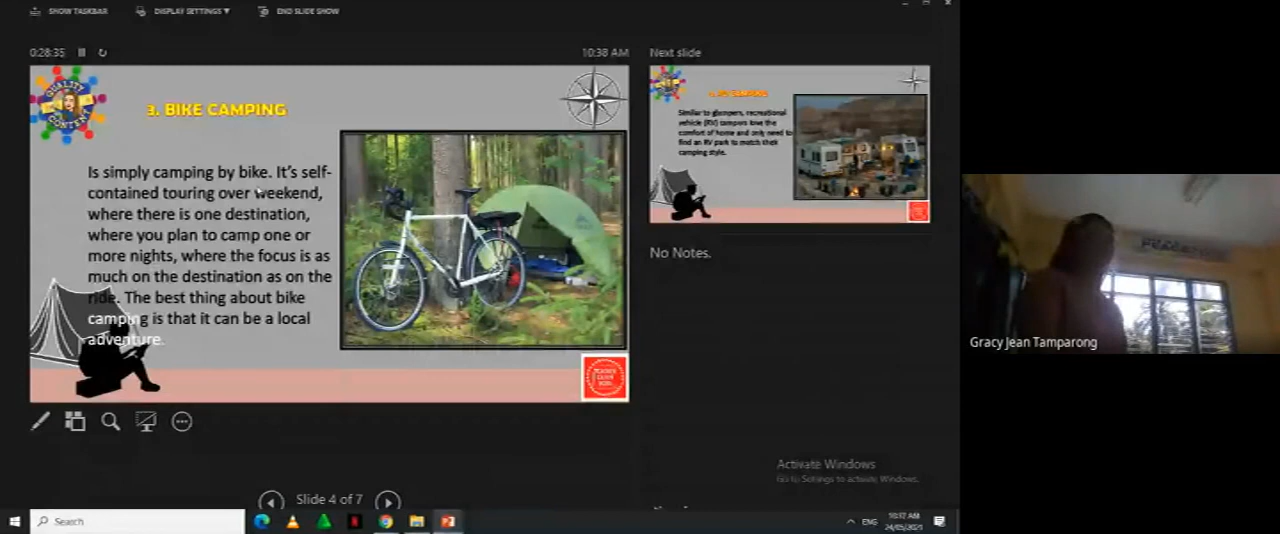 SHOW TASKBAR
DISPLAY SETTINGS ▼
END SLIDE SHOW
0:28:35
10:38 AM
Next slide
QUALITY
CONTENT
3. BIKE CAMPING
Is simply camping by bike. It's self-
contained touring over weekend,
where there is one destination,
where you plan to camp one or
more nights, where the focus is as
much on the destination as on the
ride. The best thing about bike
camping is that it can be a local
adventure.
CAMPING
Similar to glampers, recreational
vehicle (RV) campers love the
comfort of home and only need to
find an RV park to match their
camping style.
No Notes.
Gracy Jean Tamparong
Activate Windows
Go to Settings to activate Windows.
Slide 4 of 7
Search
ENG
10:37 AM
24/05/2021